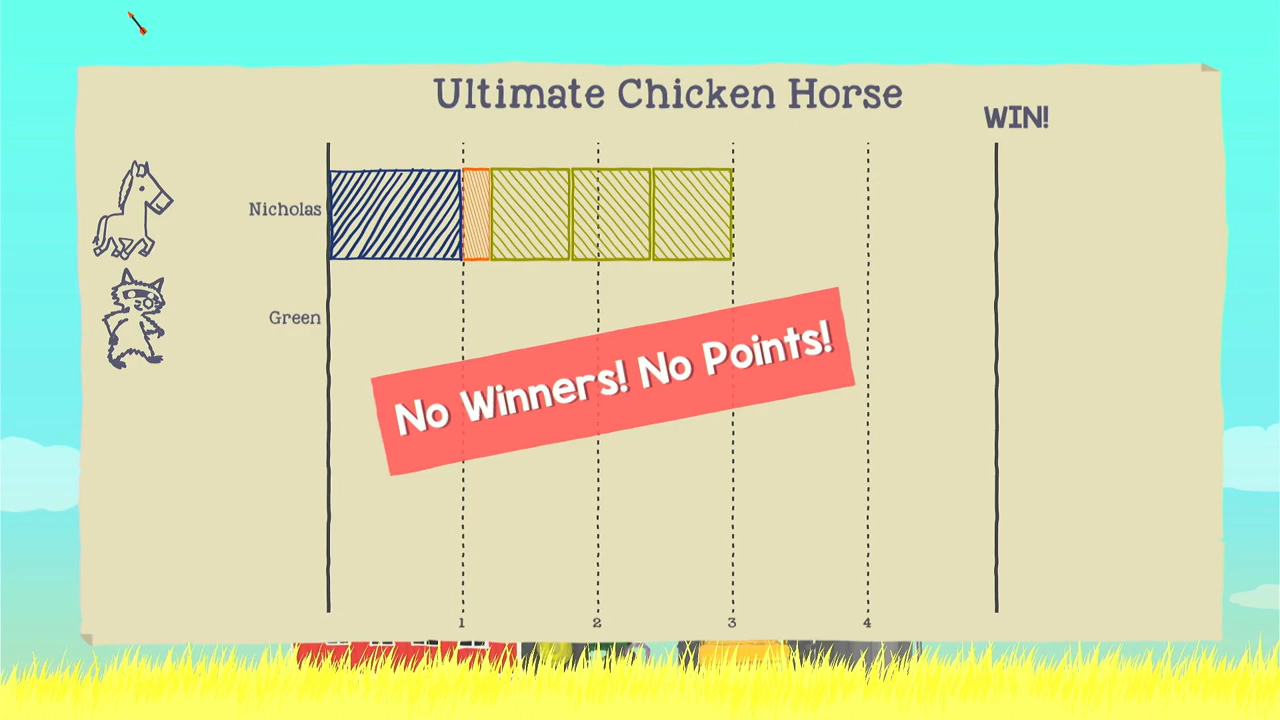 Ultimate Chicken Horse
WIN!
Nicholas
Green
No Winners! No Points!
1 2 3 4